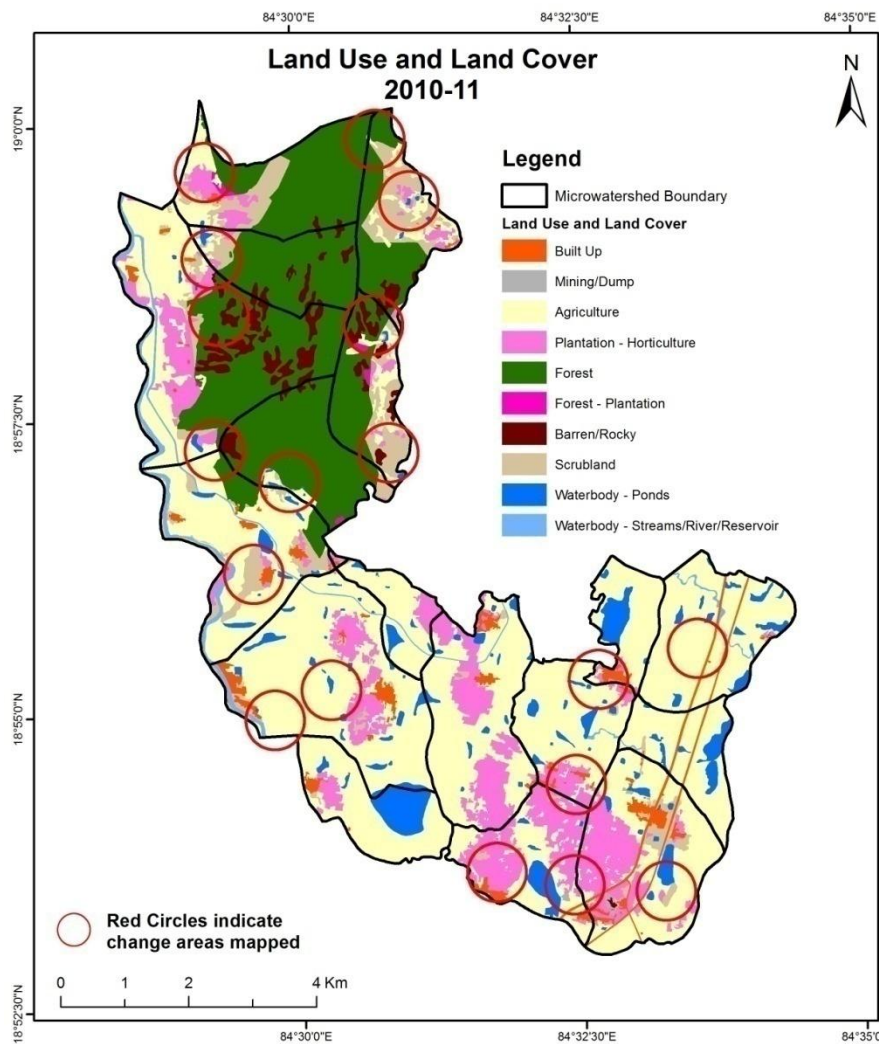 84°30'0"E
84°32'30"E
84°35'0"E
Land Use and Land Cover
2010-11
N
19°0'0"N
18°57'30"N
18°55'0"N
18°52'30"N
Legend
Microwatershed Boundary
Land Use and Land Cover
Built Up
Mining/Dump
Agriculture
Plantation - Horticulture
Forest
Forest - Plantation
Barren/Rocky
Scrubland
Waterbody - Ponds
Waterbody - Streams/River/Reservoir
Red Circles indicate
change areas mapped
0 1 2 4 Km
84°30'0"E
84°32'30"E
84°35'0"E